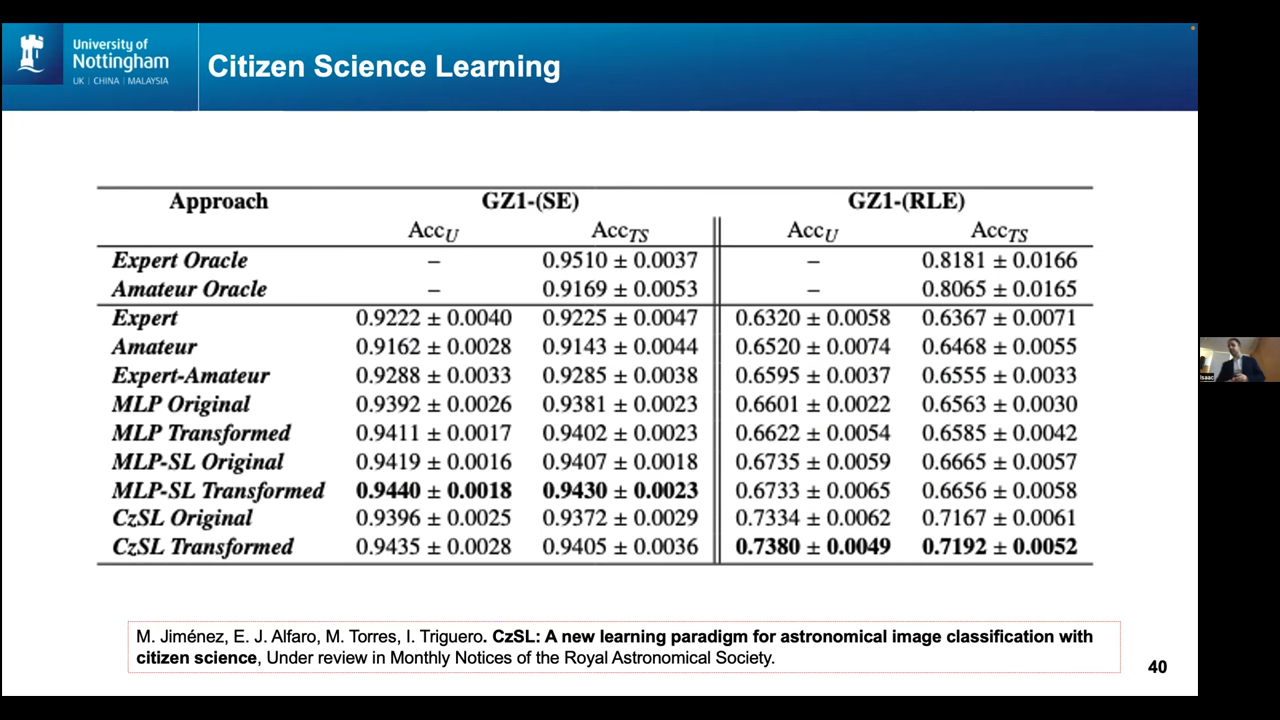 University of
Nottingham
UK | CHINA | MALAYSIA
Citizen Science Learning
Approach GZ1-(SE) GZ1-(RLE)
AccU AccTS AccU AccTS
Expert Oracle – 0.9510 ± 0.0037 – 0.8181 ± 0.0166
Amateur Oracle – 0.9169 ± 0.0053 – 0.8065 ± 0.0165
Expert 0.9222 ± 0.0040 0.9225 ± 0.0047 0.6320 ± 0.0058 0.6367 ± 0.0071
Amateur 0.9162 ± 0.0028 0.9143 ± 0.0044 0.6520 ± 0.0074 0.6468 ± 0.0055
Expert-Amateur 0.9288 ± 0.0033 0.9285 ± 0.0038 0.6595 ± 0.0037 0.6555 ± 0.0033
MLP Original 0.9392 ± 0.0026 0.9381 ± 0.0023 0.6601 ± 0.0022 0.6563 ± 0.0030
MLP Transformed 0.9411 ± 0.0017 0.9402 ± 0.0023 0.6622 ± 0.0054 0.6585 ± 0.0042
MLP-SL Original 0.9419 ± 0.0016 0.9407 ± 0.0018 0.6735 ± 0.0059 0.6665 ± 0.0057
MLP-SL Transformed 0.9440 ± 0.0018 0.9430 ± 0.0023 0.6733 ± 0.0065 0.6656 ± 0.0058
CzSL Original 0.9396 ± 0.0025 0.9372 ± 0.0029 0.7334 ± 0.0062 0.7167 ± 0.0061
CzSL Transformed 0.9435 ± 0.0028 0.9405 ± 0.0036 0.7380 ± 0.0049 0.7192 ± 0.0052
M. Jiménez, E. J. Alfaro, M. Torres, I. Triguero. CzSL: A new learning paradigm for astronomical image classification with
citizen science, Under review in Monthly Notices of the Royal Astronomical Society.
40
Isaac